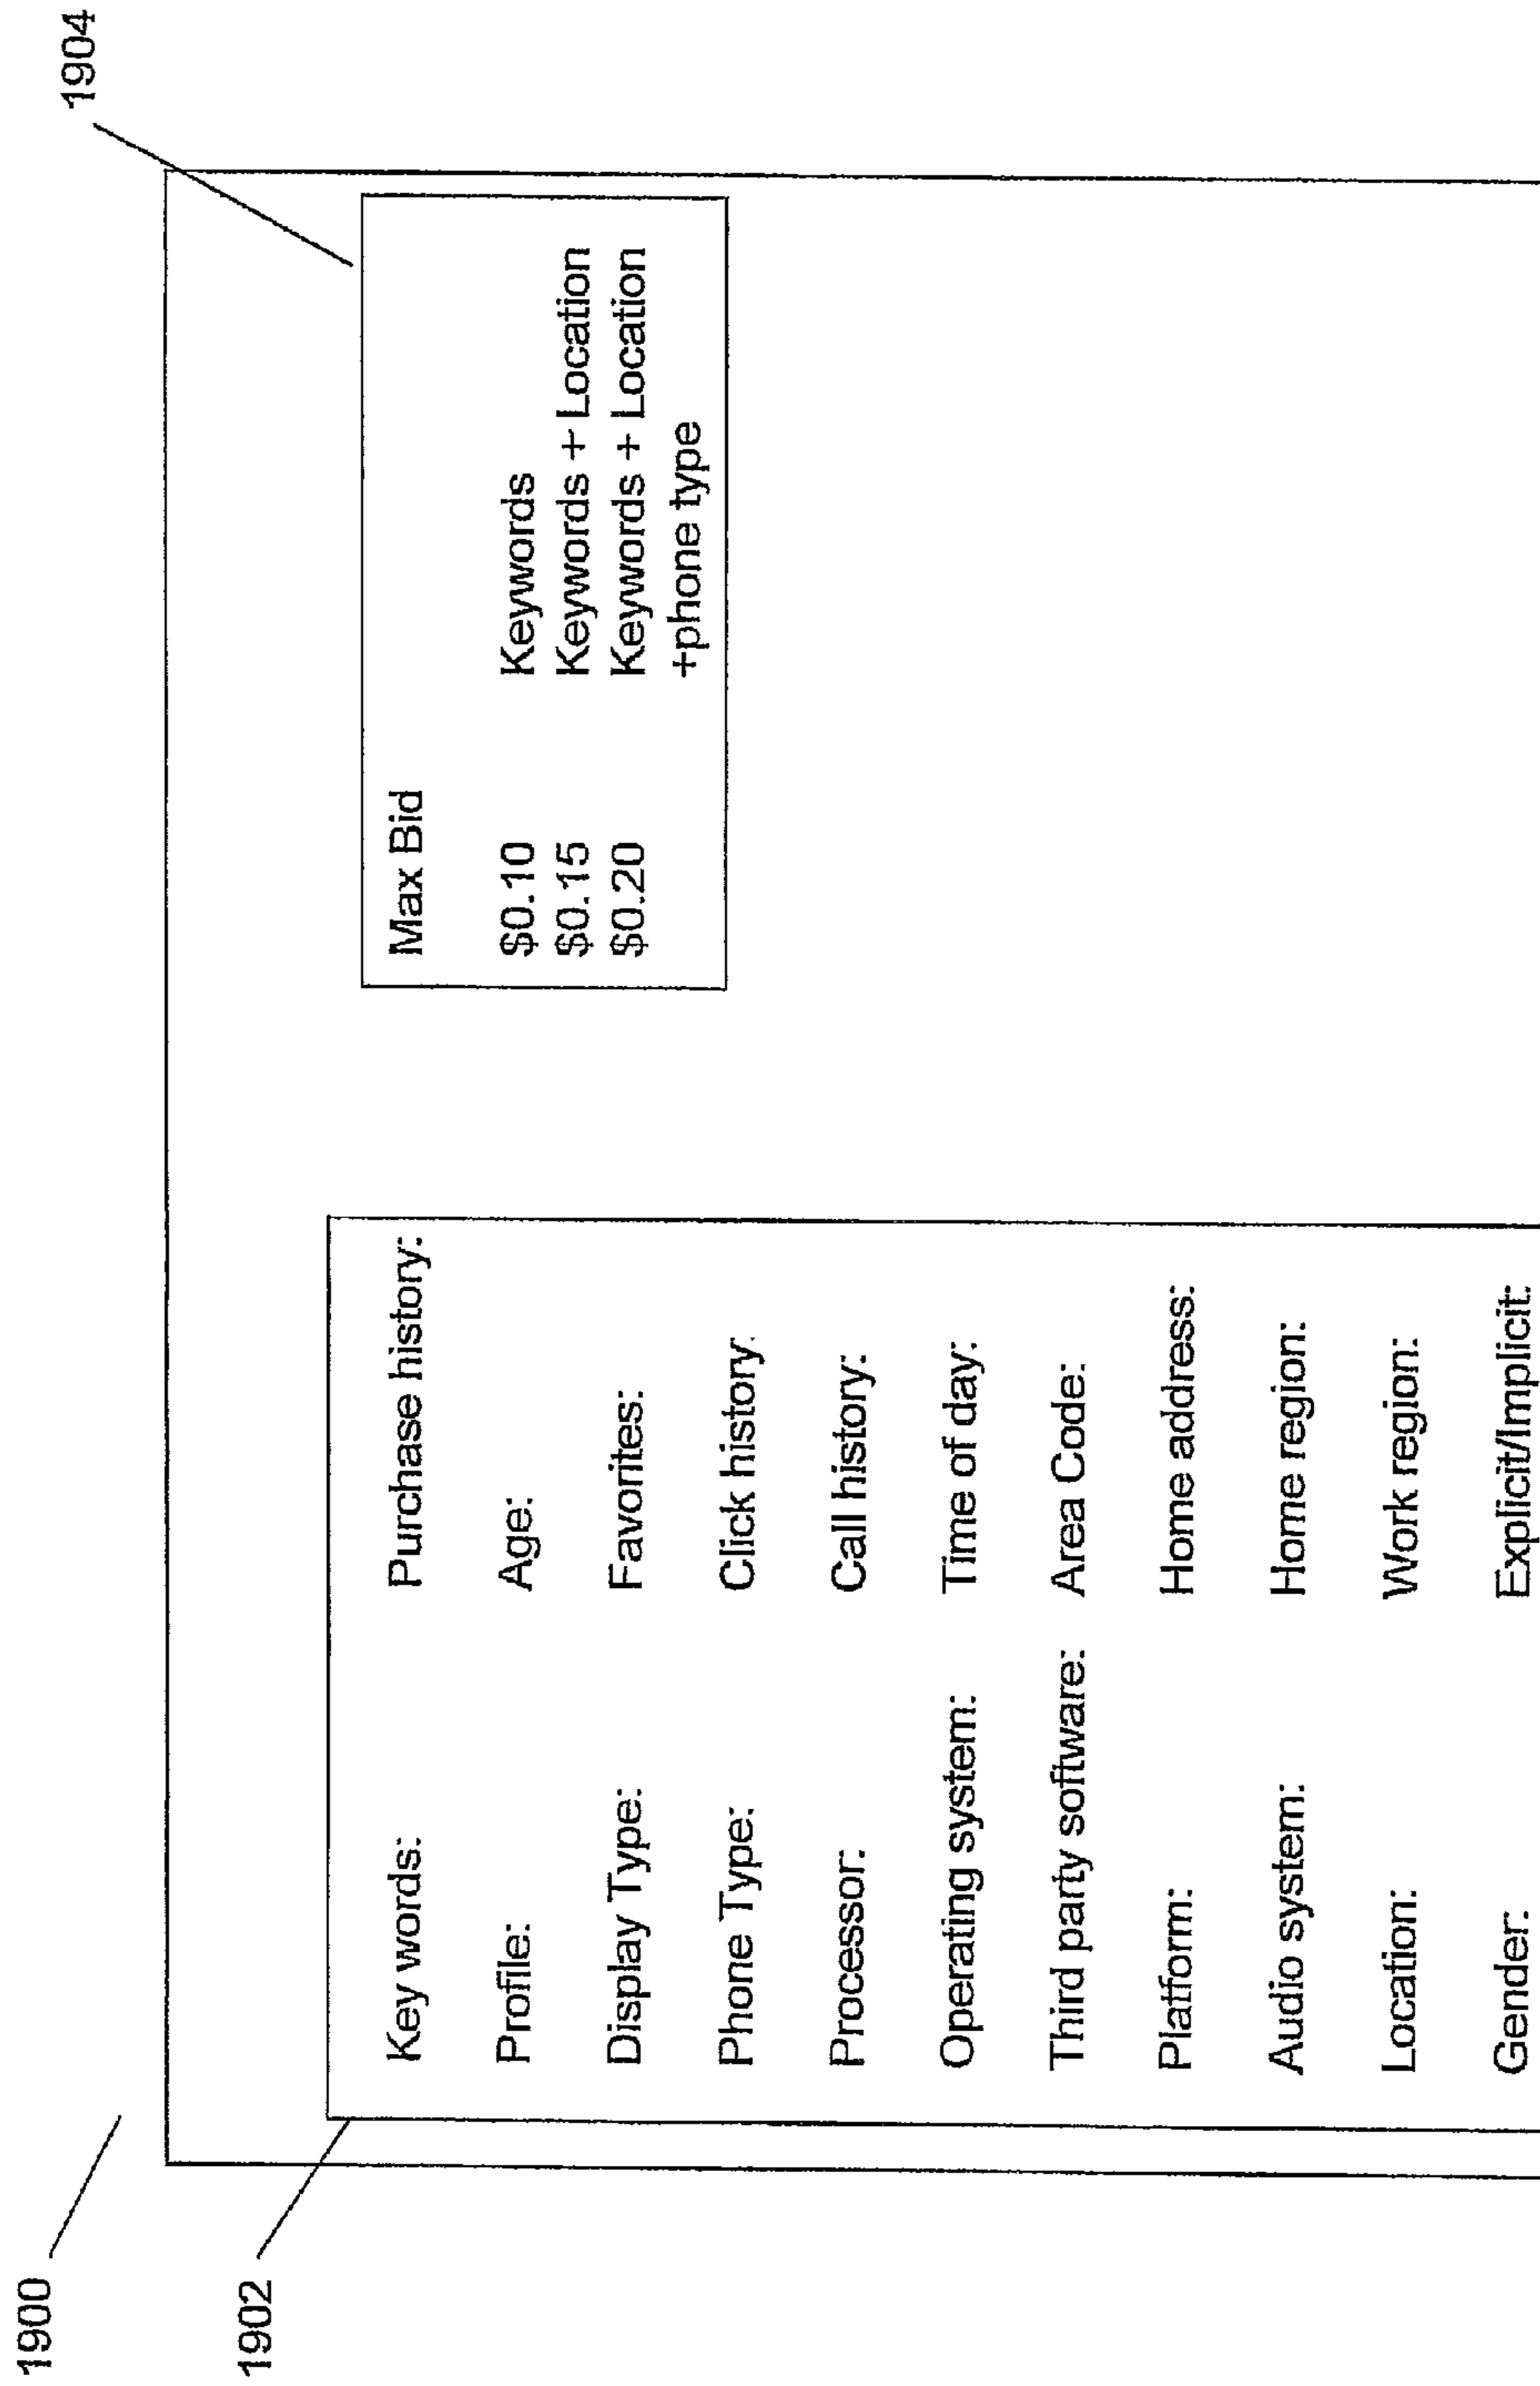 1900
1902
1904
Key words:
Profile:
Display Type:
Phone Type:
Processor:
Operating system:
Third party software:
Platform:
Audio system:
Location:
Gender:
Purchase history:
Age:
Favorites:
Click history:
Call history:
Time of day:
Area Code:
Home address:
Home region:
Work region:
Explicit/Implicit:
Max Bid
$0.10 Keywords
$0.15 Keywords + Location
$0.20 Keywords + Location
+phone type